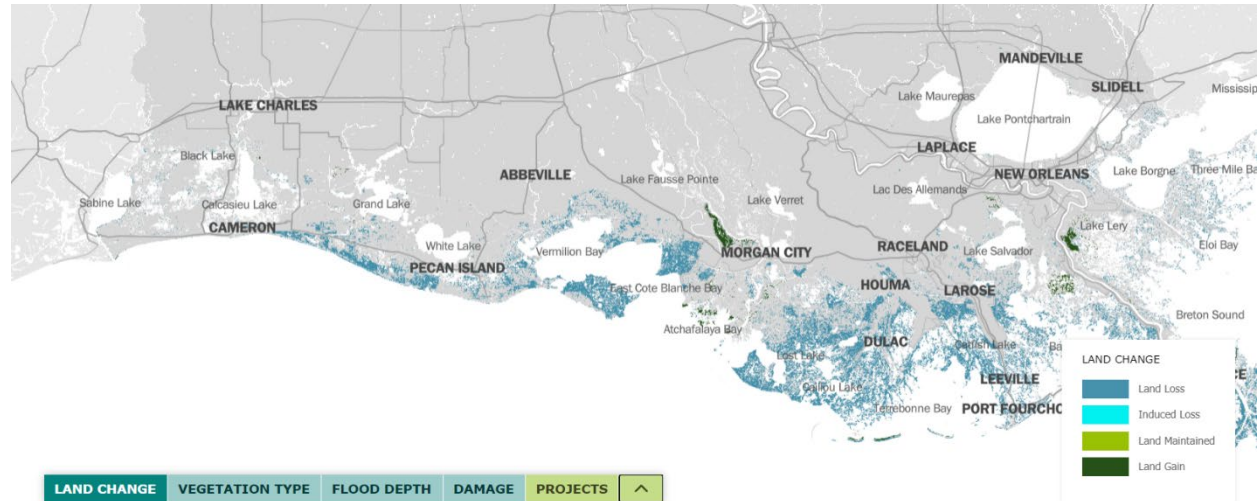 MANDEVILLE
SLIDELL
Mississip
Lake Maurepas
LAKE CHARLES
Lake Pontchartrain
LAPLACE
Black Lake
ABBEVILLE
Lake Fausse Pointe
NEW ORLEANS
Lake Borgne
Three Mile Ba
Lac Des Allemands
Sabine Lake
Calcasieu Lake
Grand Lake
Lake Verret
CAMERON
Lake Lery
White Lake
Vermilion Bay
MORGAN CITY
RACELAND
Lake Salvador
Eloi Bay
PECAN ISLAND
East Cote Blanche Bay
HOUMA
LAROSE
Breton Sound
Atchafalaya Bay
DULAC
Catfish Lake
Ba
Lost Lake
LAND CHANGE
CE
Caillou Lake
LEEVILLE
Land Loss
Terrebonne Bay
PORT FOURCHO
Induced Loss
Land Maintained
Land Gain
LAND CHANGE VEGETATION TYPE FLOOD DEPTH DAMAGE PROJECTS